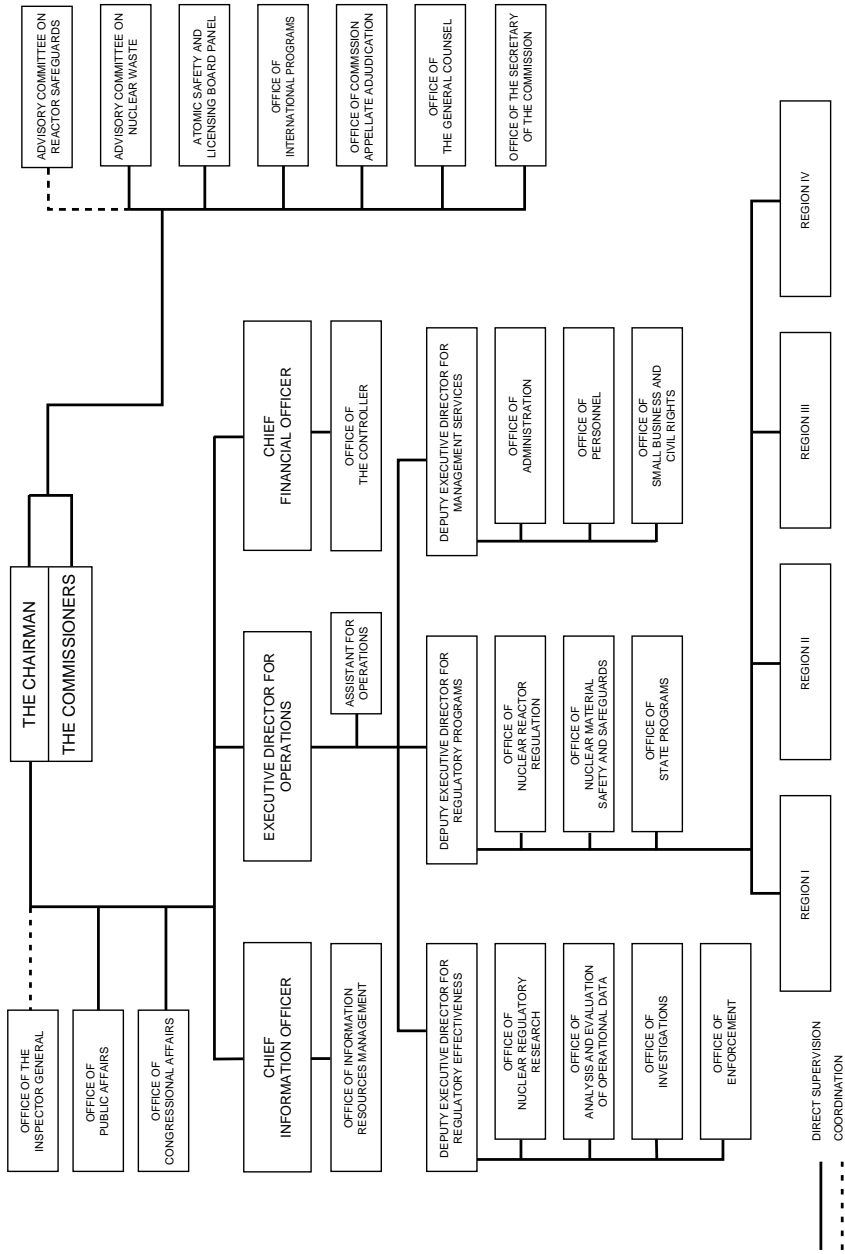 THE CHAIRMAN
THE COMMISSIONERS
OFFICE OF THE
INSPECTOR GENERAL
OFFICE OF
PUBLIC AFFAIRS
OFFICE OF
CONGRESSIONAL AFFAIRS
ADVISORY COMMITTEE ON
REACTOR SAFEGUARDS
ADVISORY COMMITTEE ON
NUCLEAR WASTE
ATOMIC SAFETY AND
LICENSING BOARD PANEL
OFFICE OF
INTERNATIONAL PROGRAMS
OFFICE OF COMMSSION
APPELLATE ADJUDICATION
OFFICE OF
THE GENERAL COUNSEL
OFFICE OF THE SECRETARY
OF THE COMMISSION
CHIEF
INFORMATION OFFICER
OFFICE OF INFORMATION
RESOURCES MANAGEMENT
EXECUTIVE DIRECTOR FOR
OPERATIONS
ASSISTANT FOR
OPERATIONS
CHIEF
FINANCIAL OFFICER
OFFICE OF
THE CONTROLLER
DEPUTY EXECUTIVE DIRECTOR FOR
REGULATORY EFFECTIVENESS
OFFICE OF
NUCLEAR REGULATORY
RESEARCH
OFFICE OF
ANALYSIS AND EVALUATION
OF OPERATIONAL DATA
OFFICE OF
INVESTIGATIONS
OFFICE OF
ENFORCEMENT
DEPUTY EXECUTIVE DIRECTOR FOR
REGULATORY PROGRAMS
OFFICE OF
NUCLEAR REACTOR
REGULATION
OFFICE OF
NUCLEAR MATERIAL
SAFETY AND SAFEGUARDS
OFFICE OF
STATE PROGRAMS
DEPUTY EXECUTIVE DIRECTOR FOR
MANAGEMENT SERVICES
OFFICE OF
ADMINISTRATION
OFFICE OF
PERSONNEL
OFFICE OF
SMALL BUSINESS AND
CIVIL RIGHTS
REGION I
REGION II
REGION III
REGION IV
DIRECT SUPERVISION
COORDINATION